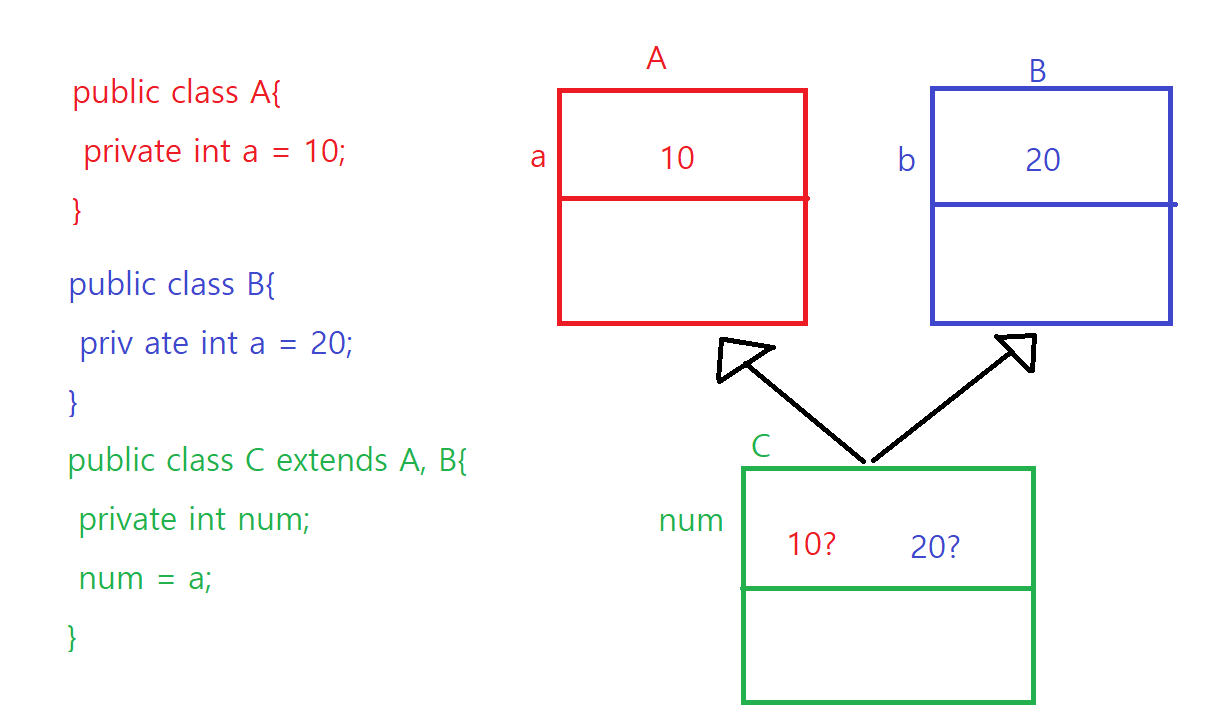 public class A{
private int a = 10;
}
public class B{
priv ate int a = 20;
}
public class C extends A, B{
private int num;
num = a;
}
A
a
10
B
b
20
C
num
10?
20?